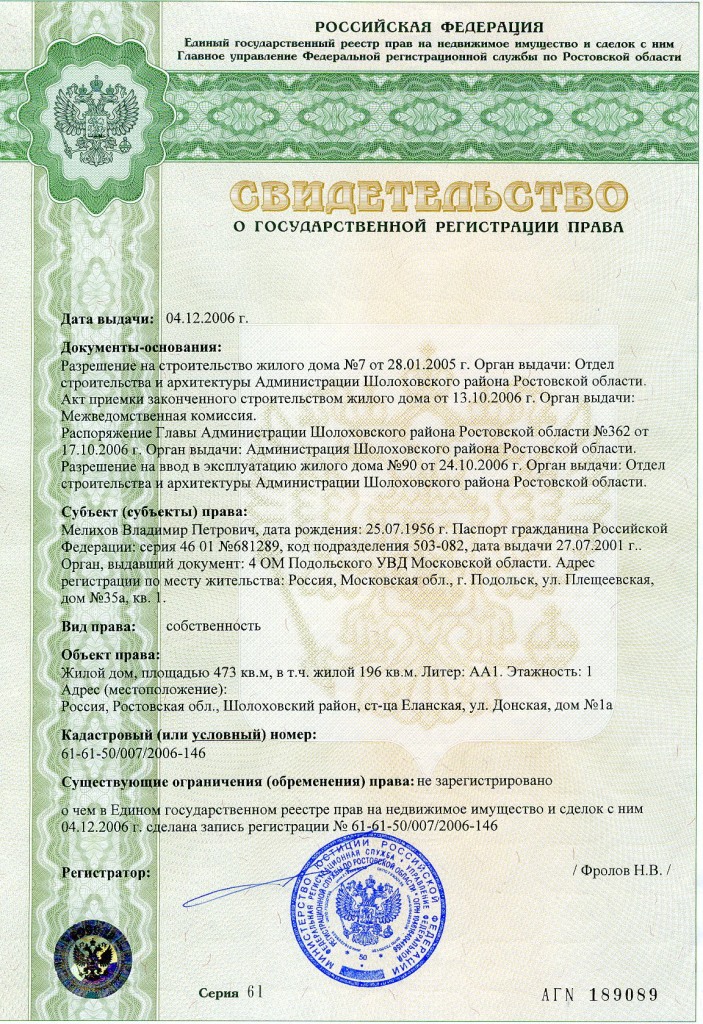 РОССИЙСКАЯ ФЕДЕРАЦИЯ
Единый государственный реестр прав на недвижимое имущество и сделок с ним
Главное управление Федеральной регистрационной службы по Ростовской области
СВИДЕТЕЛЬСТВО
О ГОСУДАРСТВЕННОЙ РЕГИСТРАЦИИ ПРАВА
Дата выдачи: 04.12.2006 г.
Документы-основания:
Разрешение на строительство жилого дома №7 от 28.01.2005 г. Орган выдачи: Отдел
строительства и архитектуры Администрации Шолоховского района Ростовской области.
Акт приемки законченного строительством жилого дома от 13.10.2006 г. Орган выдачи:
Межведомственная комиссия.
Распоряжение Главы Администрации Шолоховского района Ростовской области №362 от
17.10.2006 г. Орган выдачи: Администрация Шолоховского района Ростовской области.
Разрешение на ввод в эксплуатацию жилого дома №90 от 24.10.2006 г. Орган выдачи: Отдел
строительства и архитектуры Администрации Шолоховского района Ростовской области.
Субъект (субъекты) права:
Мелихов Владимир Петрович, дата рождения: 25.07.1956 г. Паспорт гражданина Российской
Федерации: серия 46 01 №681289, код подразделения 503-082, дата выдачи 27.07.2001 г..
Орган, выдавший документ: 4 ОМ Подольского УВД Московской области. Адрес
регистрации по месту жительства: Россия, Московская обл., г. Подольск, ул. Плещеевская,
дом №35а, кв. 1.
Вид права: собственность
Объект права:
Жилой дом, площадью 473 кв.м, в т.ч. жилой 196 кв.м. Литер: АА1. Этажность: 1
Адрес (местоположение):
Россия, Ростовская обл., Шолоховский район, ст-ца Еланская, ул. Донская, дом №1а
Кадастровый (или условный) номер:
61-61-50/007/2006-146
Существующие ограничения (обременения) права: не зарегистрировано
о чем в Едином государственном реестре прав на недвижимое имущество и сделок с ним
04.12.2006 г. сделана запись регистрации № 61-61-50/007/2006-146
Регистратор: / Фролов Н.В. /
МИНИСТЕРСТВО ЮСТИЦИИ РОССИЙСКОЙ ФЕДЕРАЦИИ
50
Серия 61 АГN 189089